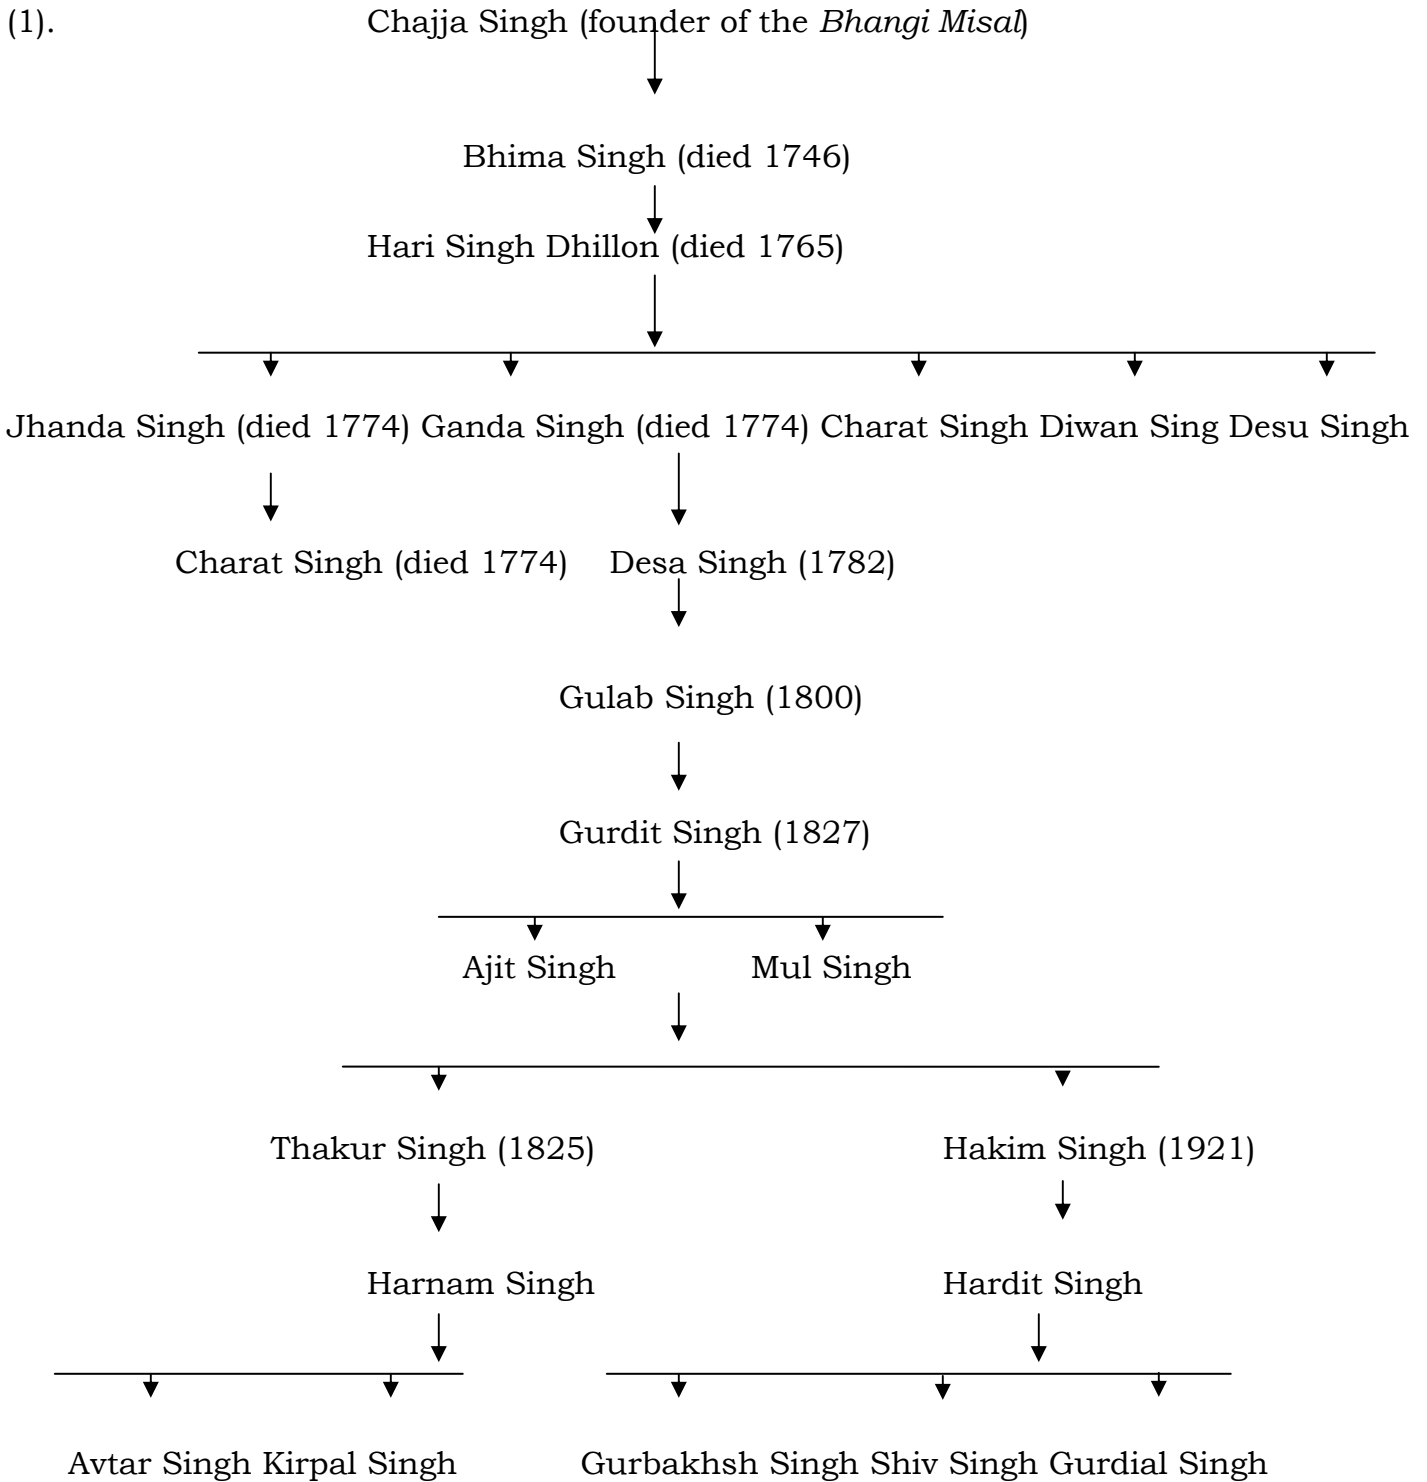 (1). Chajja Singh (founder of the Bhangi Misal)
Bhima Singh (died 1746)
Hari Singh Dhillon (died 1765)
Jhanda Singh (died 1774) Ganda Singh (died 1774) Charat Singh Diwan Sing Desu Singh
Charat Singh (died 1774) Desa Singh (1782)
Gulab Singh (1800)
Gurdit Singh (1827)
Ajit Singh Mul Singh
Thakur Singh (1825) Hakim Singh (1921)
Harnam Singh Hardit Singh
Avtar Singh Kirpal Singh Gurbakhsh Singh Shiv Singh Gurdial Singh